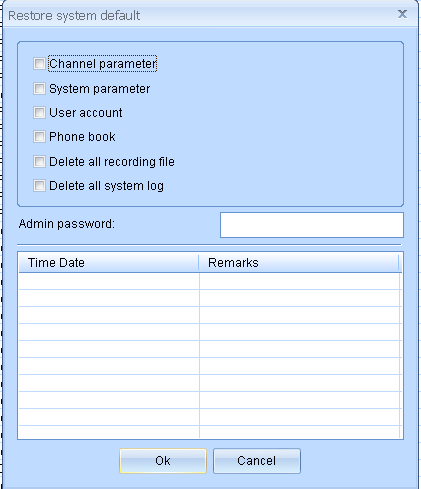 Restore system default
Channel parameter
System parameter
User account
Phone book
Delete all recording file
Delete all system log
Admin password:
Time Date Remarks
Ok Cancel